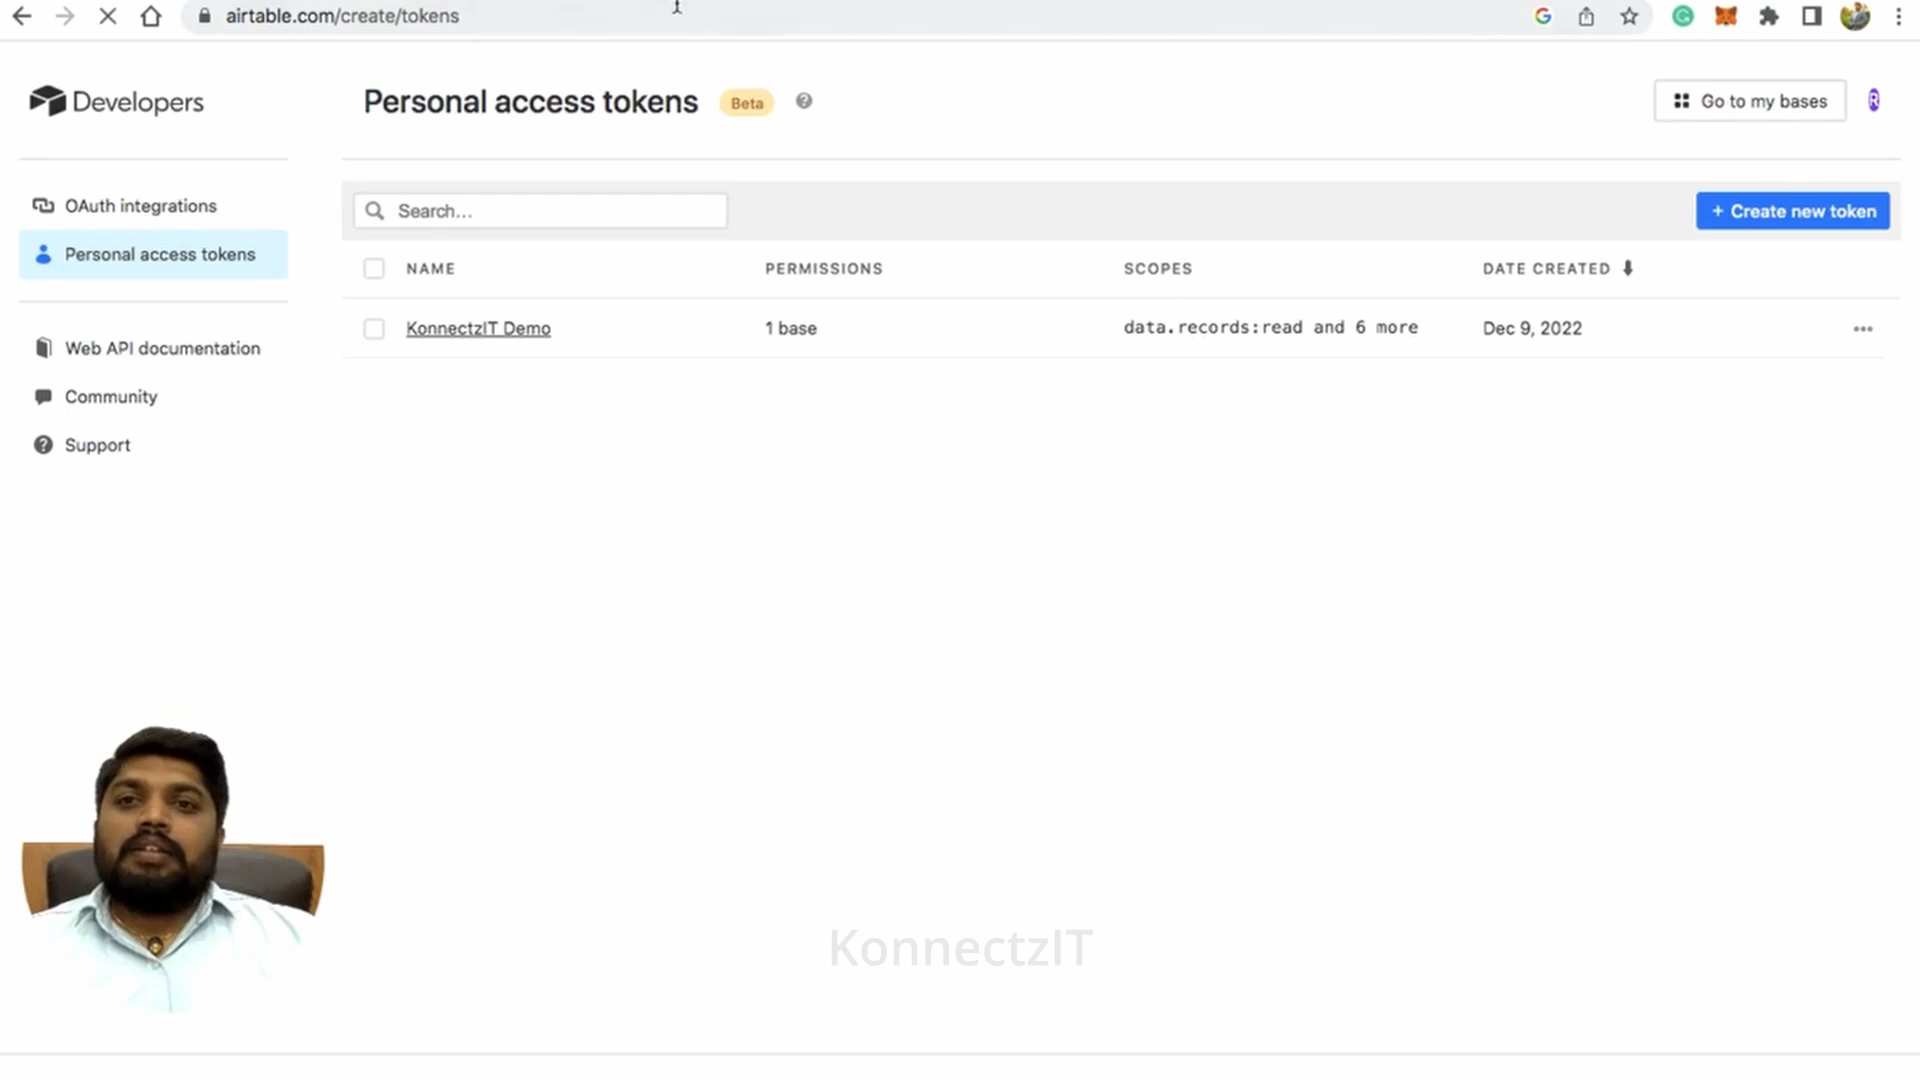 airtable.com/create/tokens
Developers
Personal access tokens Beta
Go to my bases
R
OAuth integrations
Personal access tokens
Web API documentation
Community
Support
Search...
+ Create new token
NAME PERMISSIONS SCOPES DATE CREATED
KonnectzIT Demo 1 base data.records:read and 6 more Dec 9, 2022
KonnectzIT